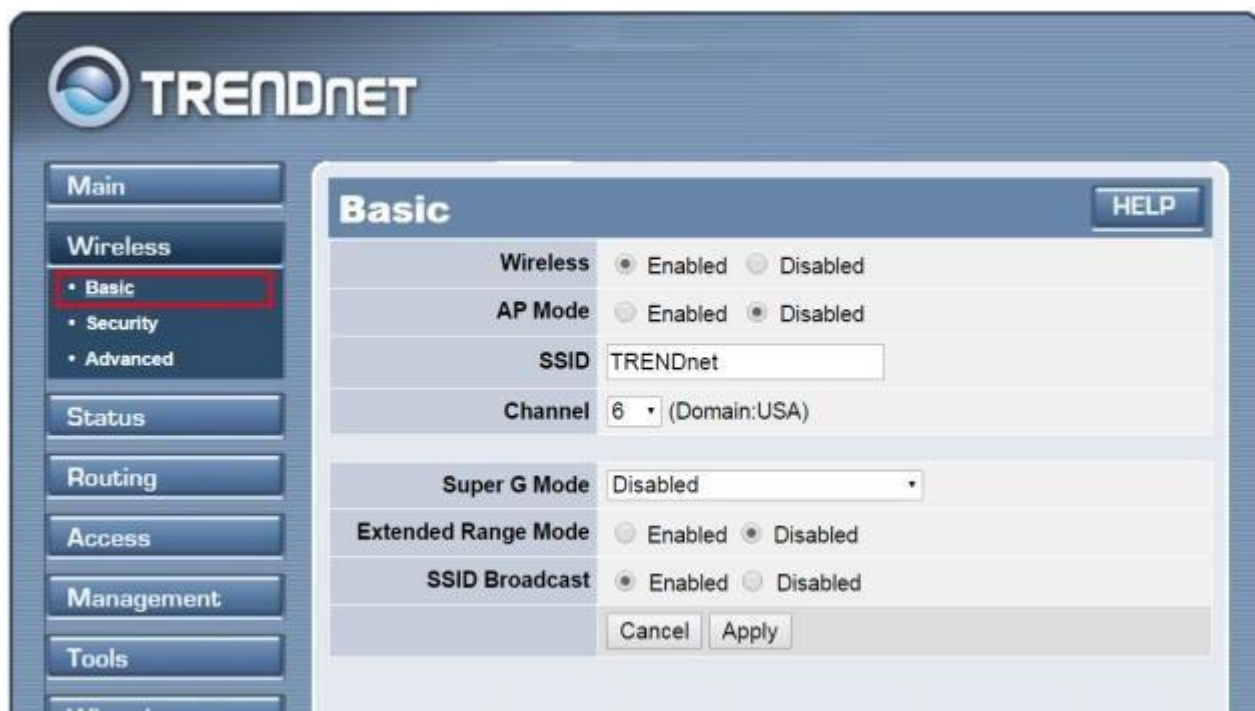 TRENDNET
Main
Wireless
• Basic
• Security
• Advanced
Status
Routing
Access
Management
Tools
Basic
HELP
Wireless Enabled Disabled
AP Mode Enabled Disabled
SSID TRENDnet
Channel 6 (Domain:USA)
Super G Mode Disabled
Extended Range Mode Enabled Disabled
SSID Broadcast Enabled Disabled
Cancel Apply